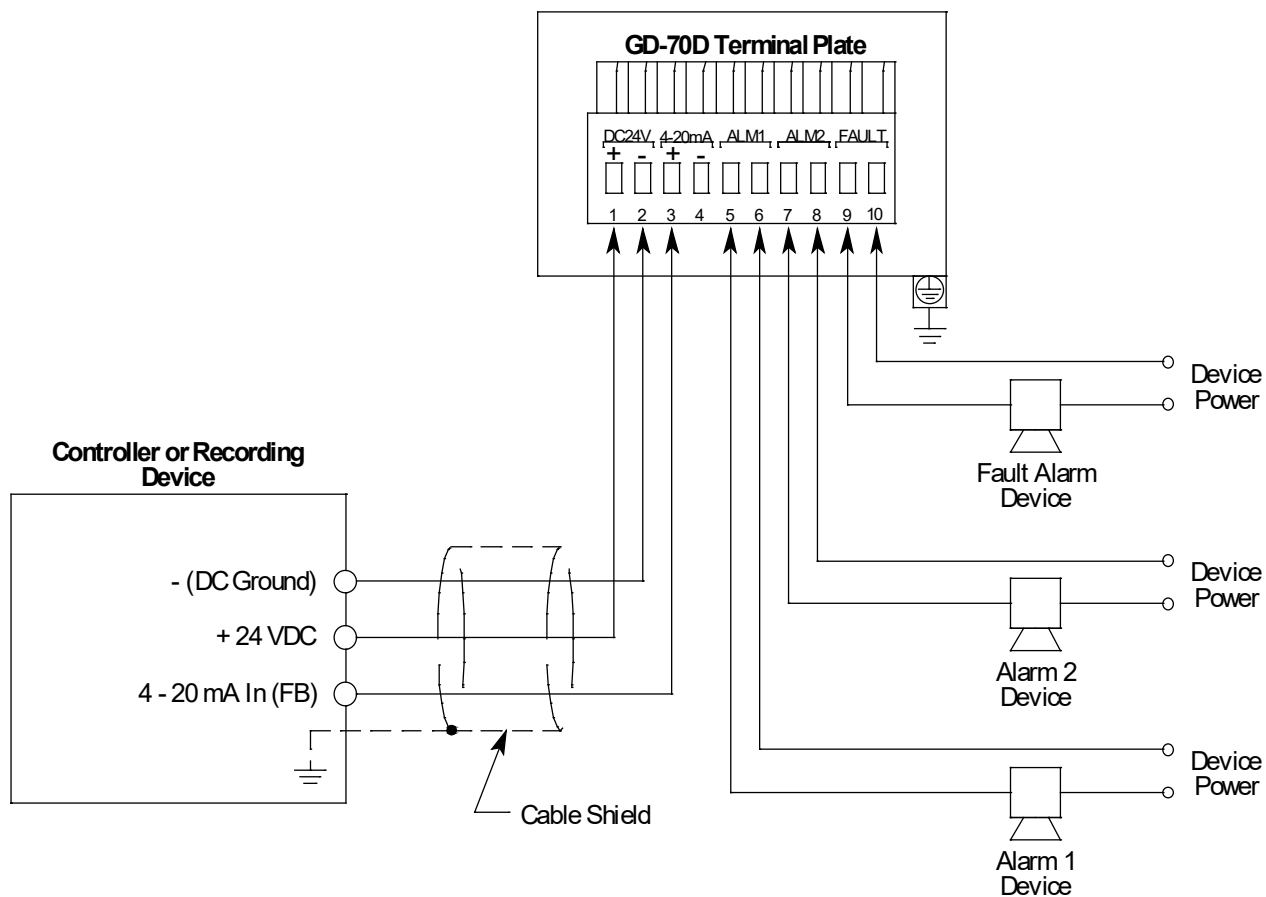 GD-70D Terminal Plate
DC24V 4-20mA ALM1 ALM2 FAULT
+ - + -
1 2 3 4 5 6 7 8 9 10
Device
Power
Fault Alarm
Device
Controller or Recording
Device
- (DC Ground)
+ 24 VDC
4 - 20 mA In (FB)
Cable Shield
Device
Power
Alarm 2
Device
Device
Power
Alarm 1
Device